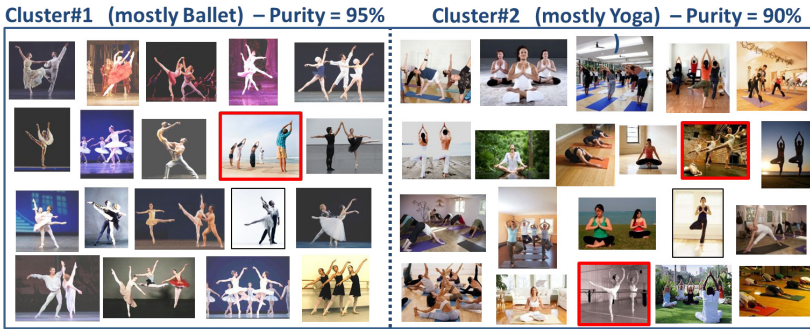 Cluster#1 (mostly Ballet) – Purity = 95%
Cluster#2 (mostly Yoga) – Purity = 90%